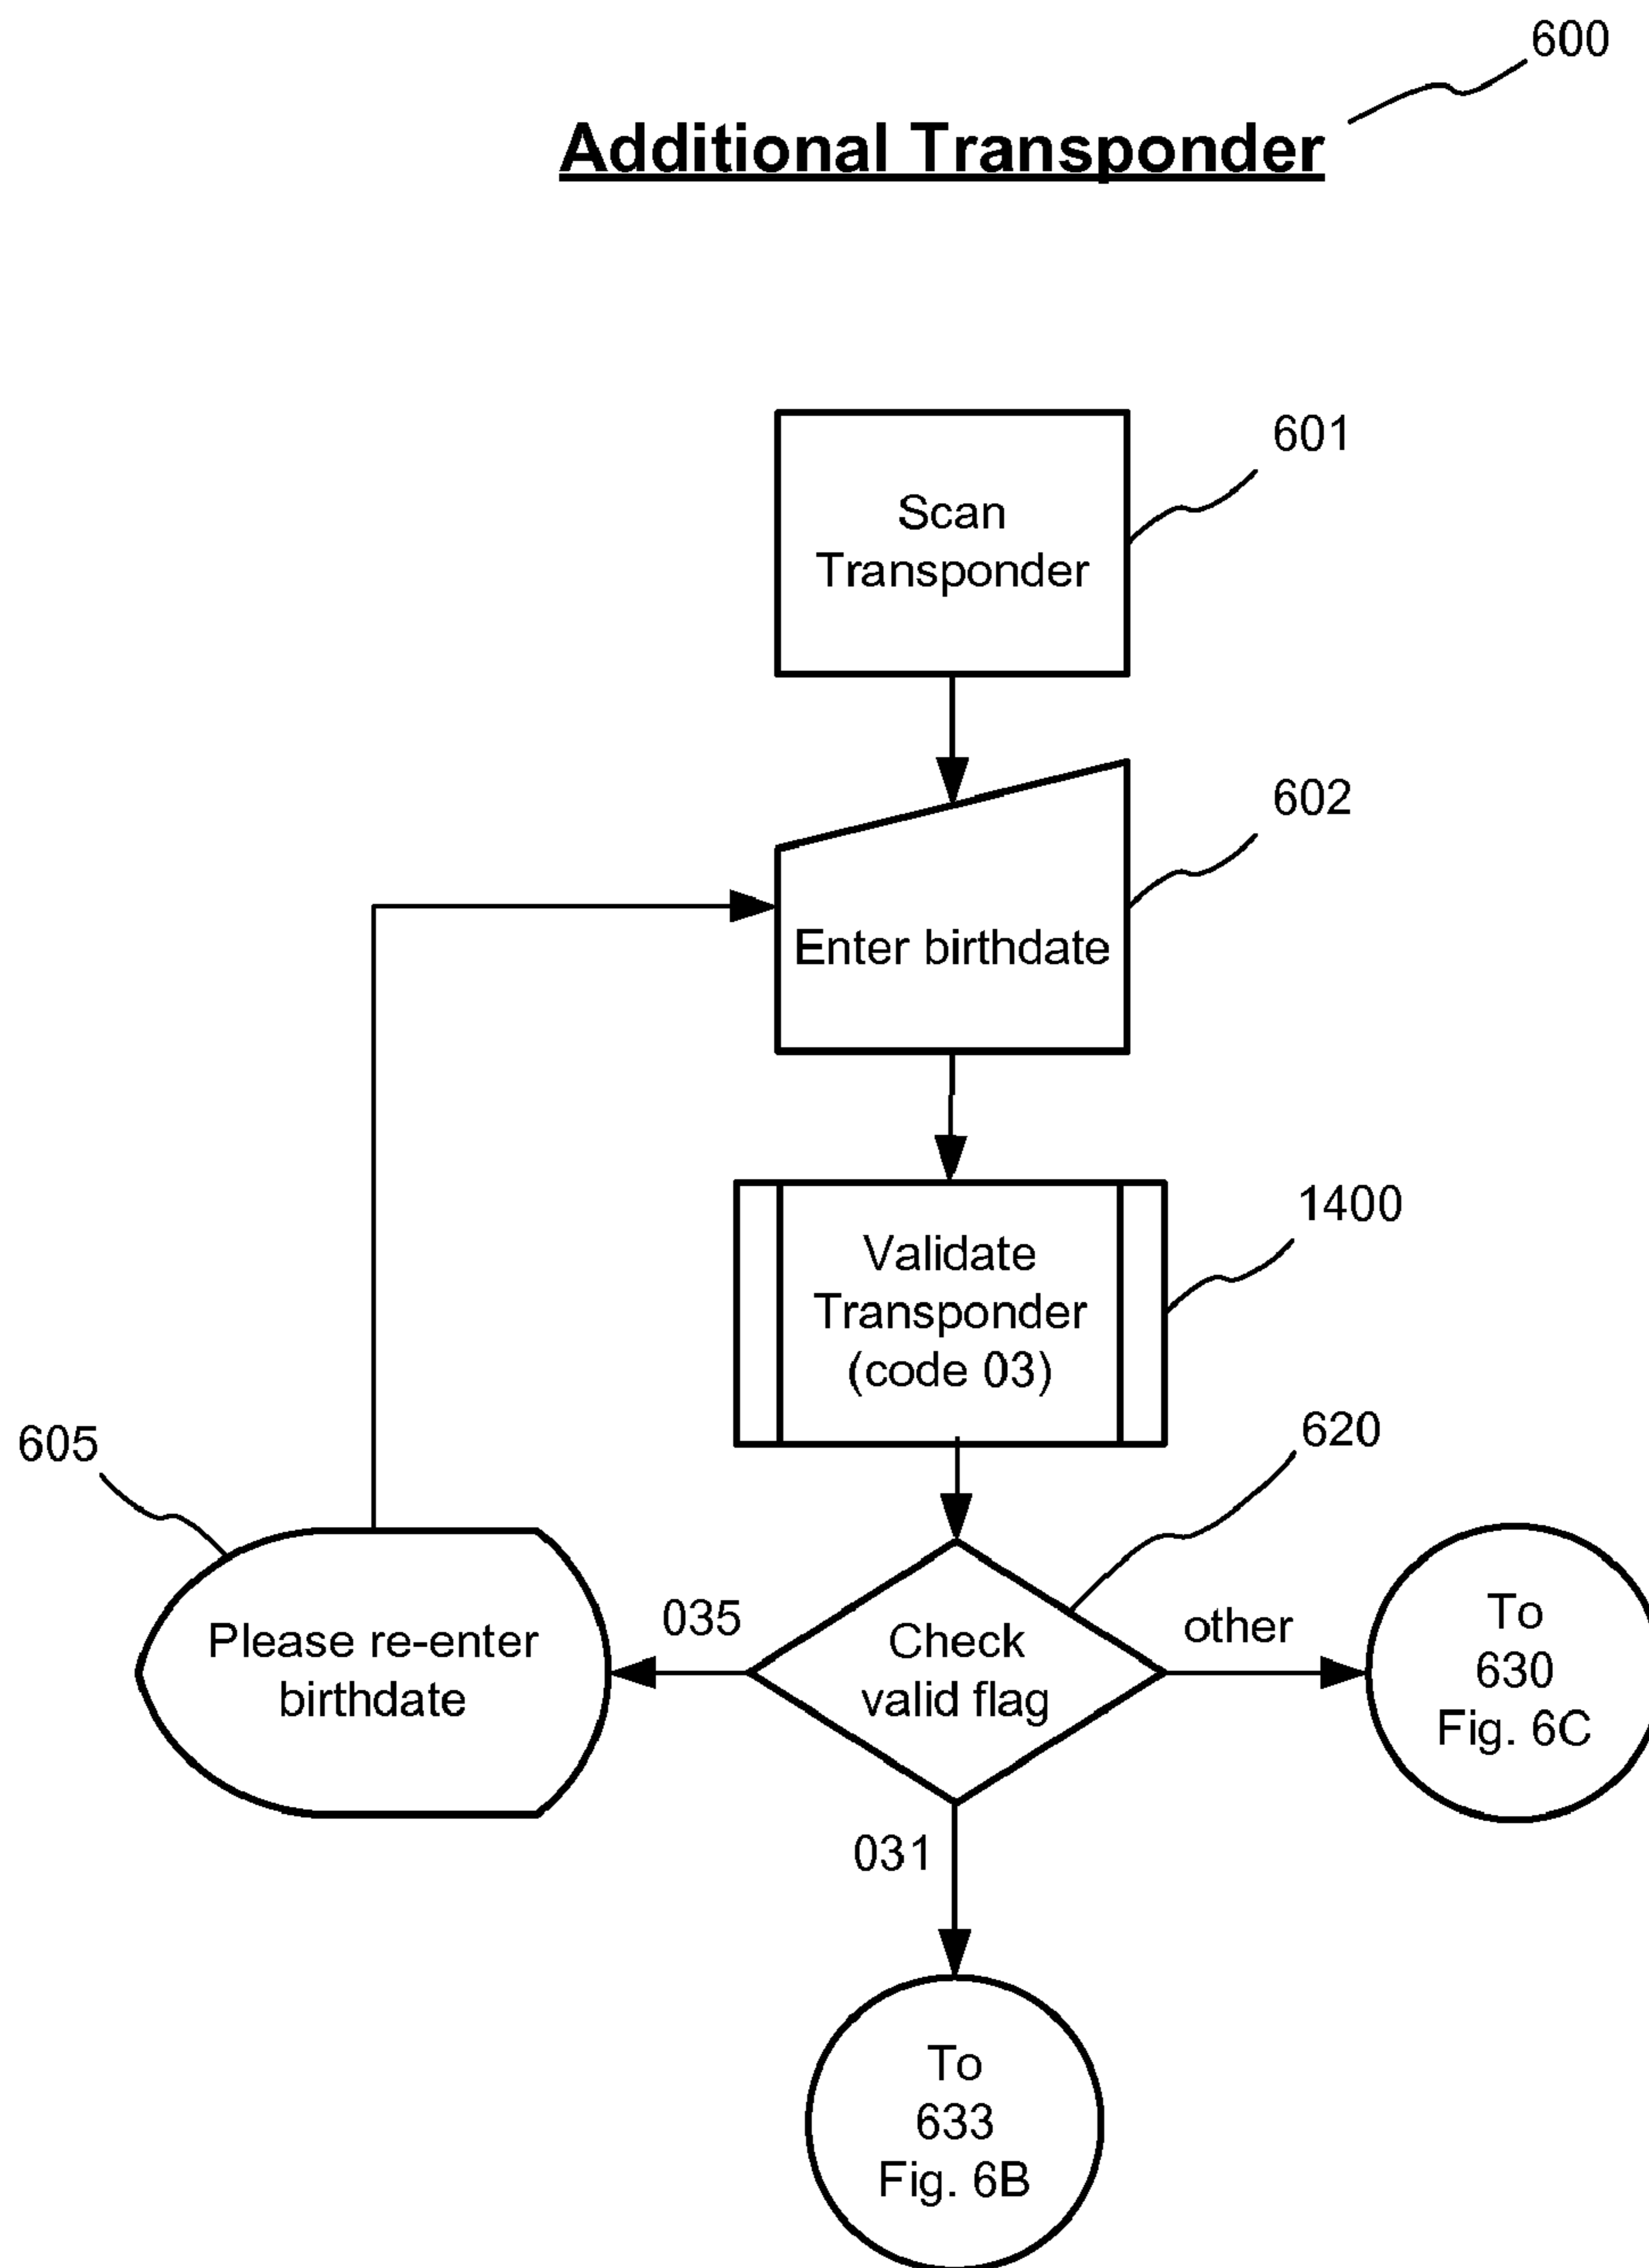 600
Additional Transponder
601
Scan
Transponder
602
Enter birthdate
1400
Validate
Transponder
(code 03)
605
620
Please re-enter
birthdate
035
Check
valid flag
other
To
630
Fig. 6C
031
To
633
Fig. 6B